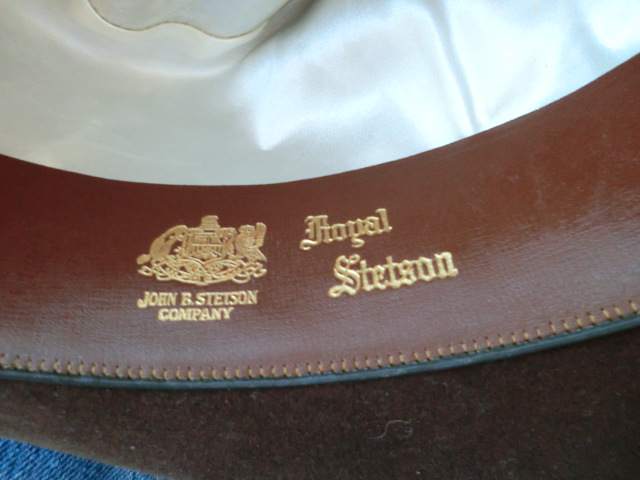 Royal
Stetson
JOHN B. STETSON
COMPANY